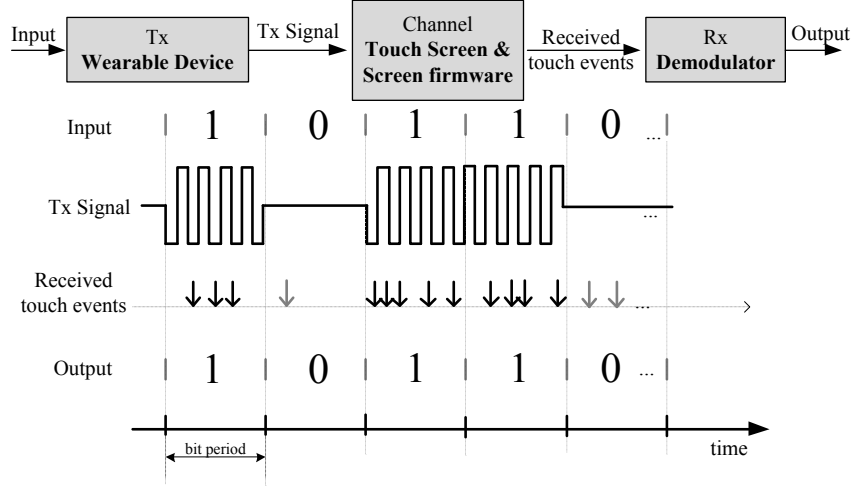 Input
Tx
Wearable Device
Tx Signal
Channel
Touch Screen &
Screen firmware
Received
touch events
Rx
Demodulator
Output
Input 1 0 1 1 0 ...
Tx Signal ...
Received
touch events ...
Output 1 0 1 1 0 ...
bit period
time